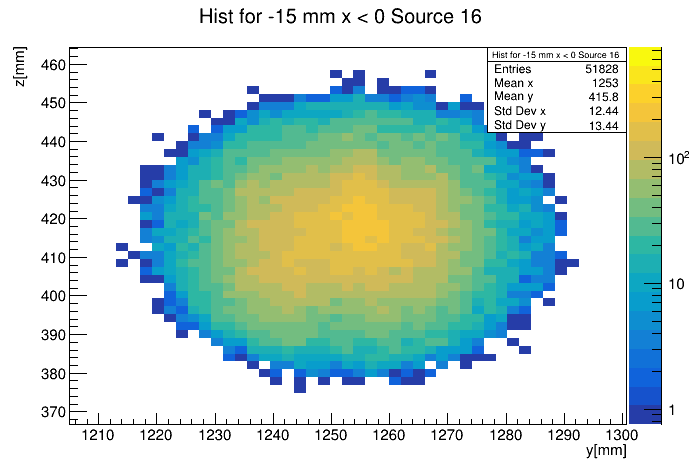 Hist for -15 mm x < 0 Source 16
z[mm]
460
450
440
430
420
410
400
390
380
370
1210 1220 1230 1240 1250 1260 1270 1280 1290 1300
y[mm]
Hist for -15 mm x < 0 Source 16
Entries 51828
Mean x 1253
Mean y 415.8
Std Dev x 12.44
Std Dev y 13.44
10²
10
1